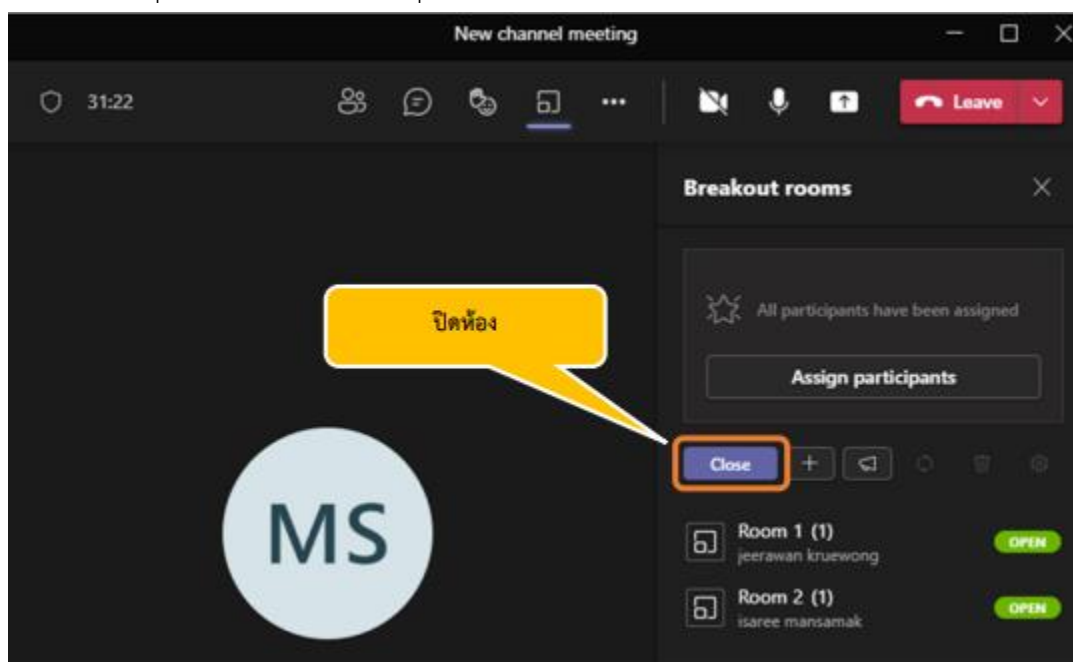 New channel meeting
31:22
Leave
Breakout rooms
All participants have been assigned
Assign participants
ปิดห้อง
Close
MS
Room 1 (1)
jeerawan kruewong
OPEN
Room 2 (1)
isaree mansamak
OPEN